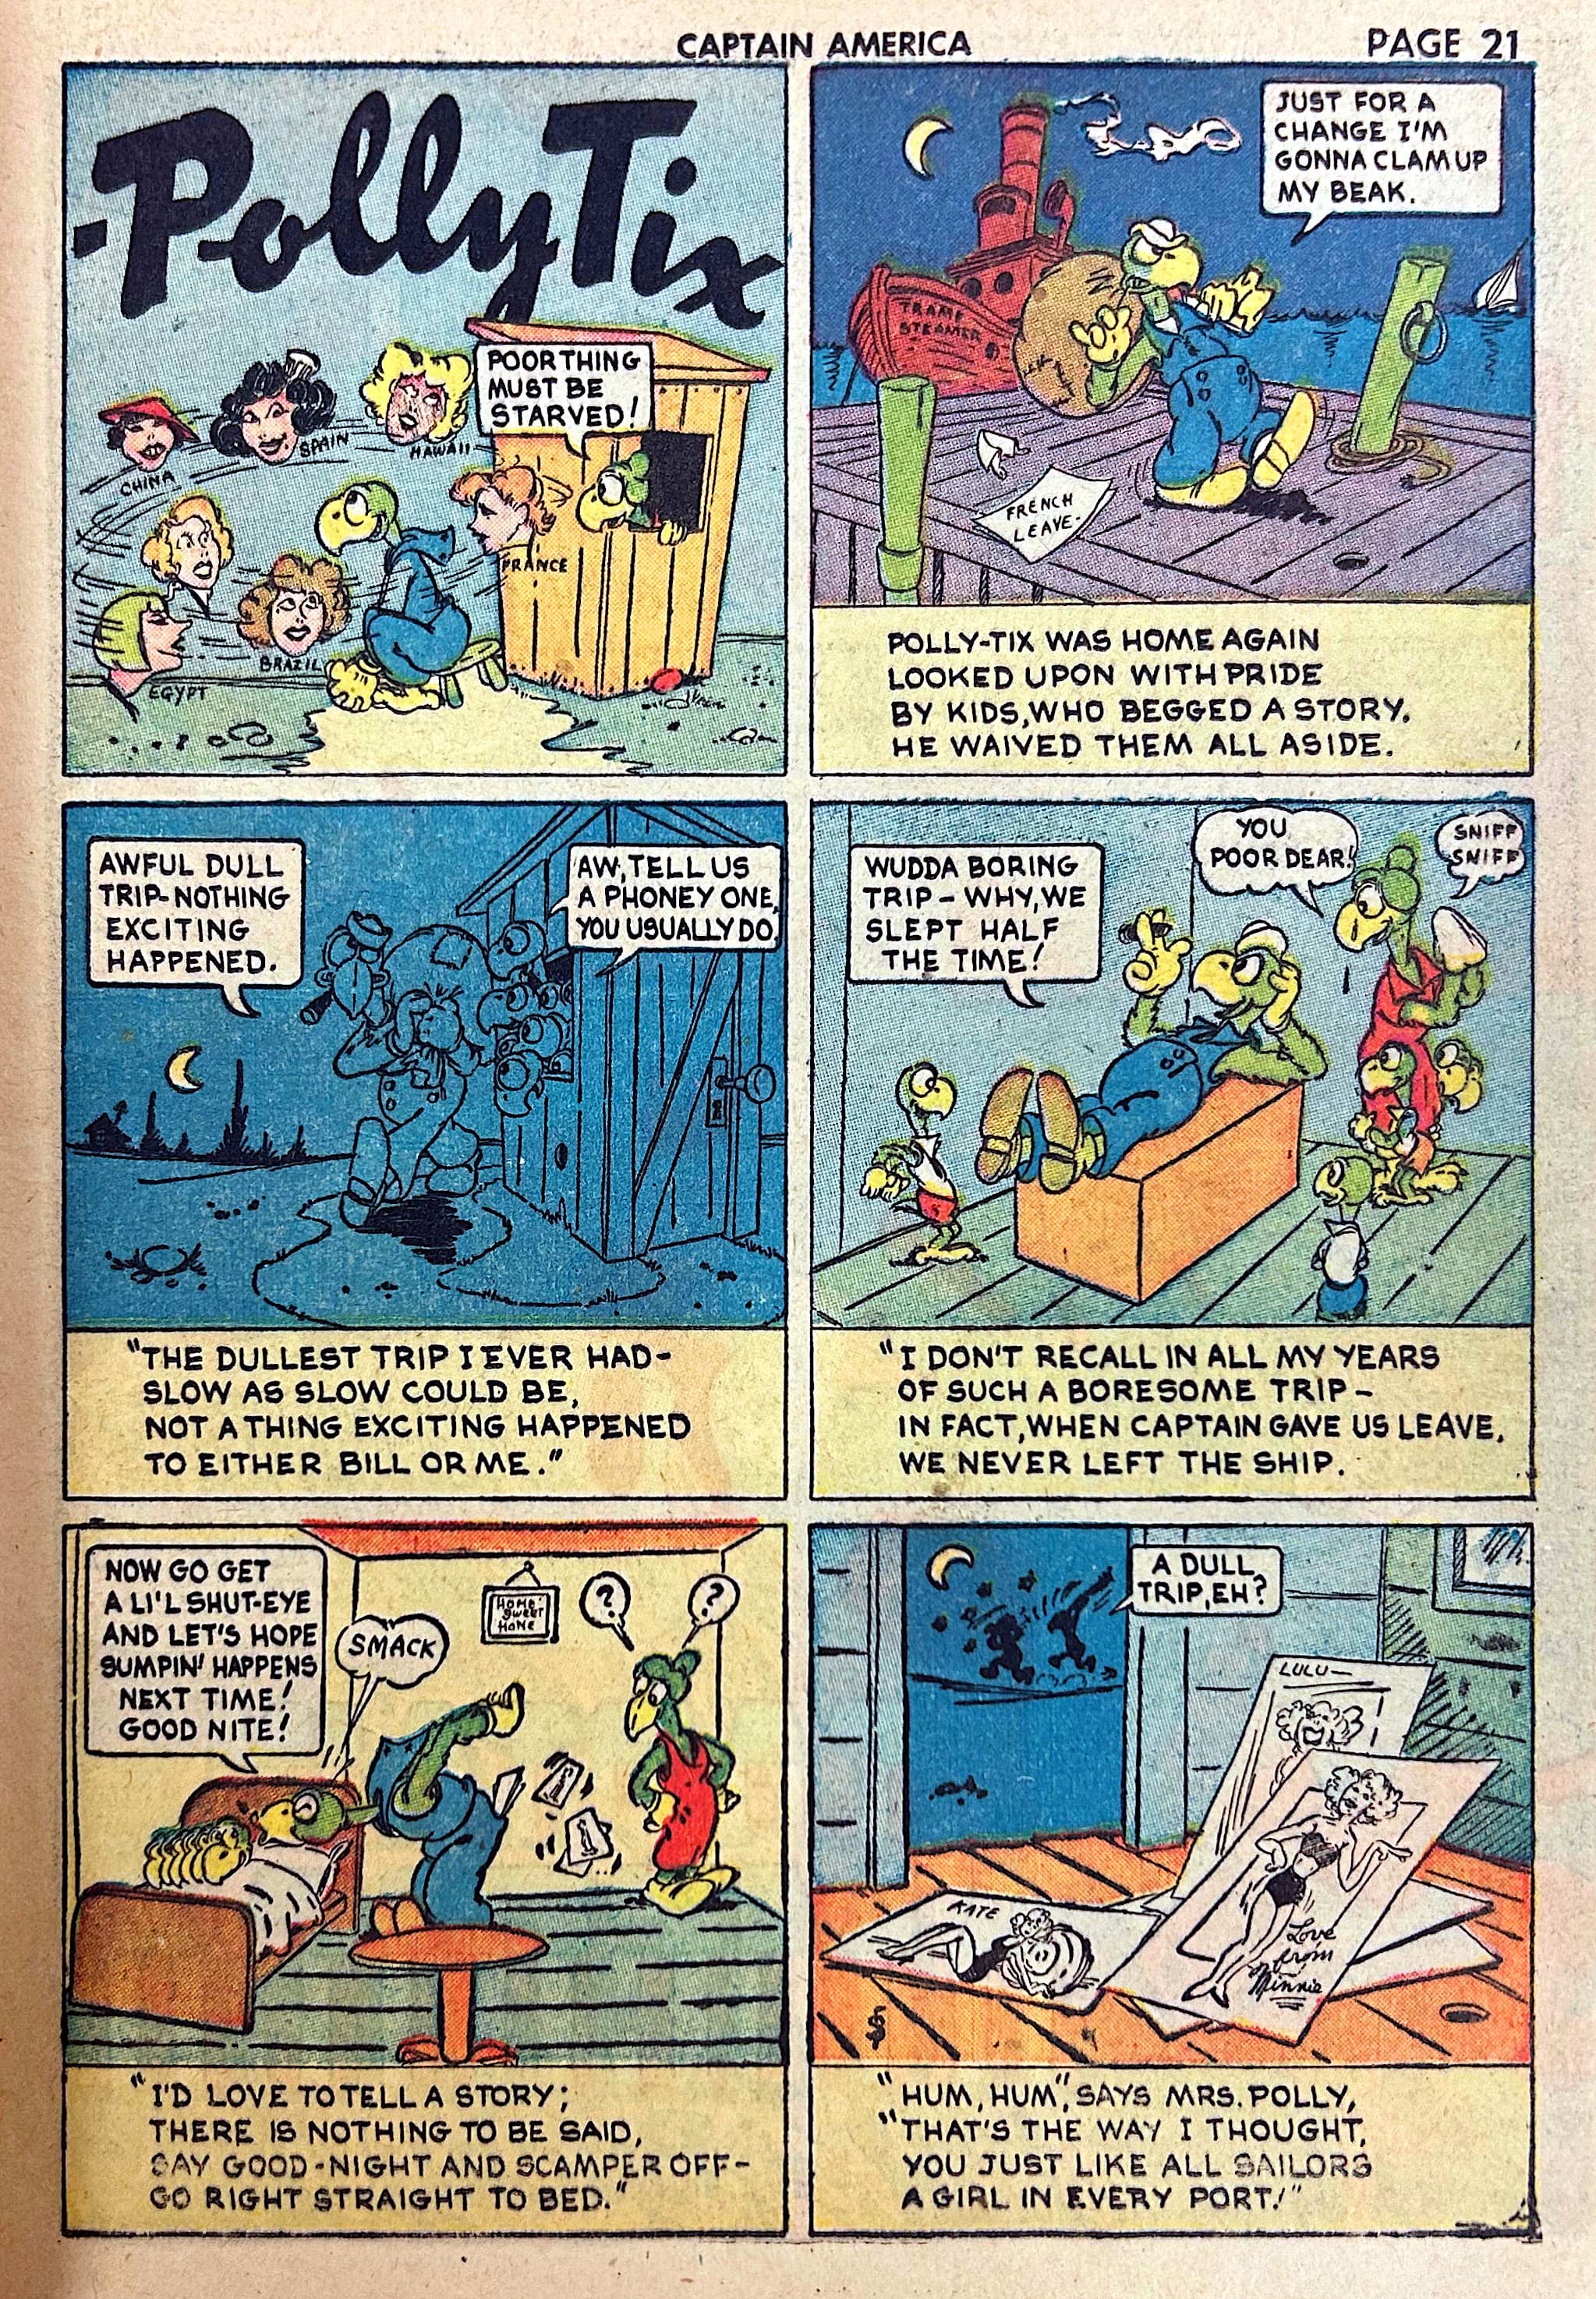 CAPTAIN AMERICA
PAGE 21
-PollyTix
POOR THING
MUST BE
STARVED!
CHINA
SPAIN
HAWAII
FRANCE
BRAZIL
EGYPT
JUST FOR A
CHANGE I'M
GONNA CLAM UP
MY BEAK.
TRAMP
STEAMER
FRENCH
LEAVE-
POLLY-TIX WAS HOME AGAIN
LOOKED UPON WITH PRIDE
BY KIDS, WHO BEGGED A STORY.
HE WAIVED THEM ALL ASIDE.
AWFUL DULL
TRIP-NOTHING
EXCITING
HAPPENED.
AW, TELL US
A PHONEY ONE,
YOU USUALLY DO.
"THE DULLEST TRIP I EVER HAD-
SLOW AS SLOW COULD BE,
NOT A THING EXCITING HAPPENED
TO EITHER BILL OR ME."
WUDDA BORING
TRIP - WHY, WE
SLEPT HALF
THE TIME!
YOU
POOR DEAR!
SNIFF
SNIFF
"I DON'T RECALL IN ALL MY YEARS
OF SUCH A BORESOME TRIP -
IN FACT, WHEN CAPTAIN GAVE US LEAVE,
WE NEVER LEFT THE SHIP.
NOW GO GET
A LI'L SHUT-EYE
AND LET'S HOPE
SUMPIN' HAPPENS
NEXT TIME!
GOOD NITE!
SMACK
HOME
SWEET
HOME
?
?
"I'D LOVE TO TELL A STORY;
THERE IS NOTHING TO BE SAID,
SAY GOOD-NIGHT AND SCAMPER OFF-
GO RIGHT STRAIGHT TO BED."
A DULL
TRIP, EH?
LULU-
KATE
Love
from
Minnie
"HUM, HUM", SAYS MRS. POLLY,
"THAT'S THE WAY I THOUGHT,
YOU JUST LIKE ALL SAILORS
A GIRL IN EVERY PORT!"